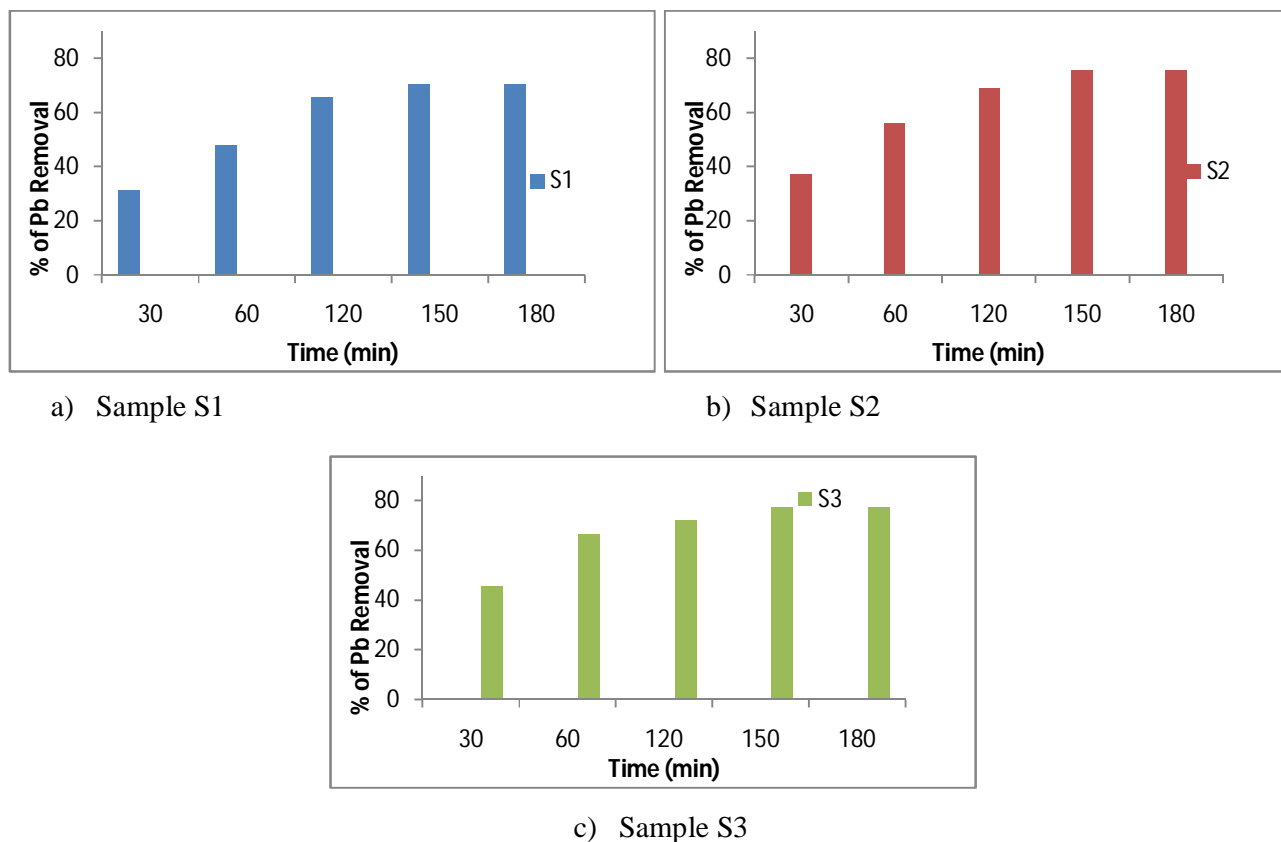 % of Pb Removal
80
60
40
20
0
30 60 120 150 180
Time (min)
S1
a) Sample S1
% of Pb Removal
80
60
40
20
0
30 60 120 150 180
Time (min)
S2
b) Sample S2
% of Pb Removal
80
60
40
20
0
30 60 120 150 180
Time (min)
S3
c) Sample S3